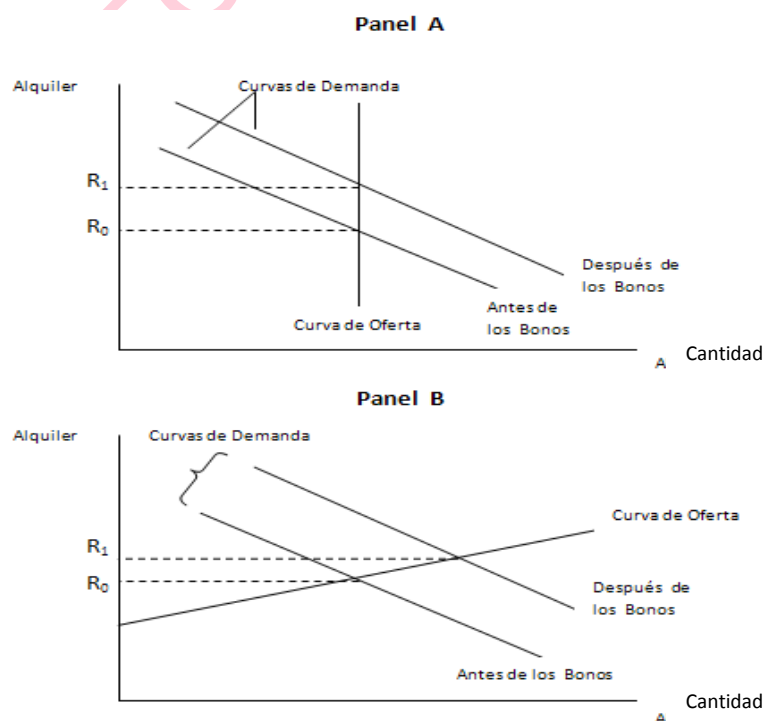 Panel A
Alquiler
Curvas de Demanda
R1
R0
Después de
los Bonos
Antes de
los Bonos
Curva de Oferta
A
Cantidad
Panel B
Alquiler
Curvas de Demanda
Curva de Oferta
R1
R0
Después de
los Bonos
Antes de los Bonos
Cantidad
A